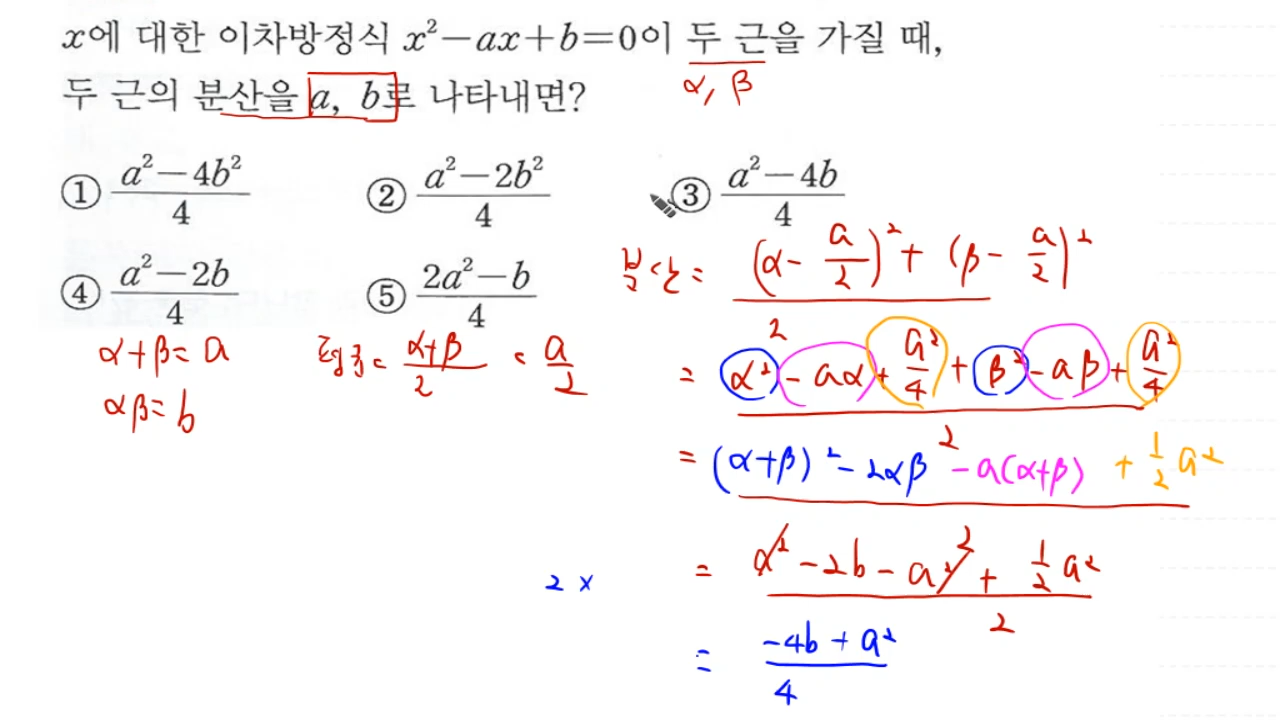 x에 대한 이차방정식 x²−ax+b=0이 두 근을 가질 때,
α, β
두 근의 분산을 a, b로 나타내면?
① (a²−4b²)/4 ② (a²−2b²)/4 ③ (a²−4b)/4
④ (a²−2b)/4 ⑤ (2a²−b)/4
α+β=a
αβ=b
평균= (α+β)/2 = a/2
분산= ((α−a/2)²+(β−a/2)²)/2
= (α²−aα+a²/4+β²−aβ+a²/4)/2
= ((α+β)²−2αβ−a(α+β)+½a²)/2
= (a²−2b−a²+½a²)/2
2×
= (−4b+a²)/4